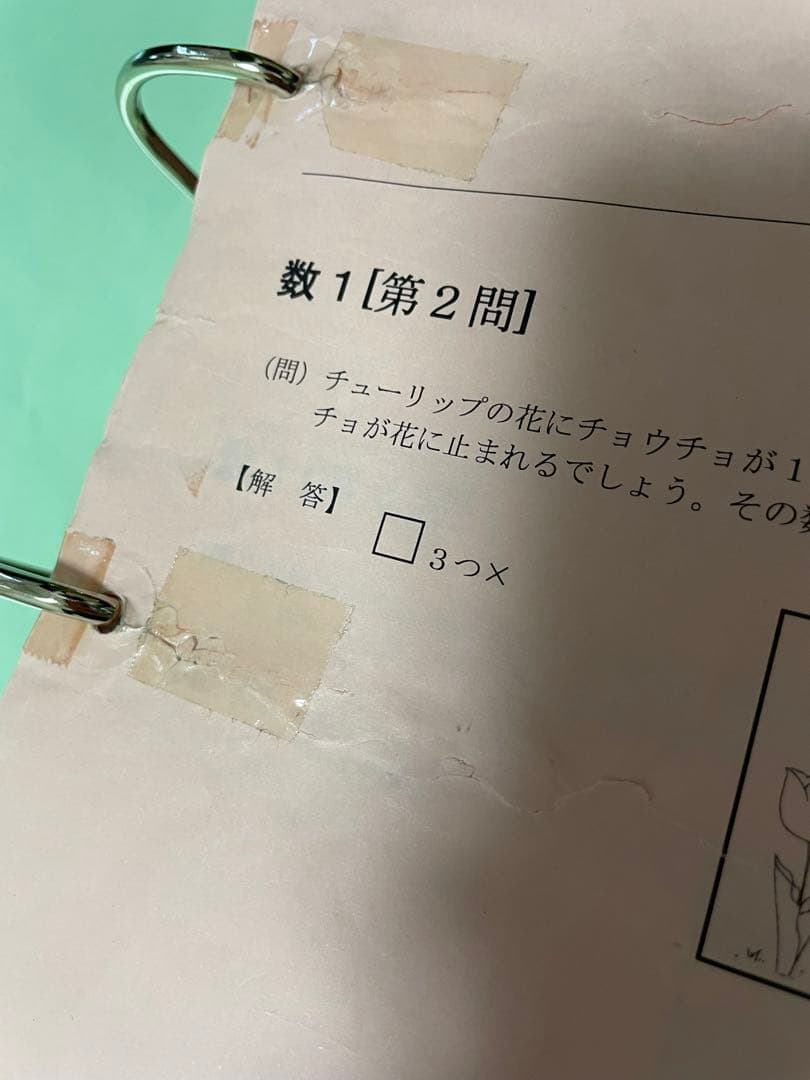 数1[第2問]
(問) チューリップの花にチョウチョが1
チョが花に止まれるでしょう。その数
【解 答】
□3つ×